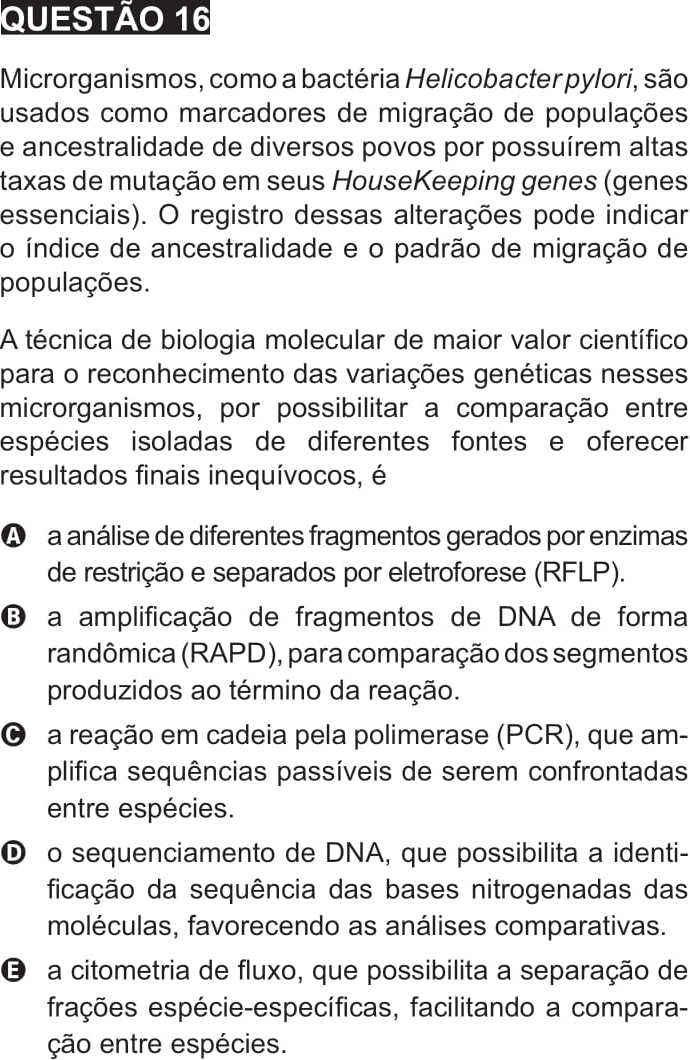 QUESTÃO 16
Microrganismos, como a bactéria Helicobacter pylori, são
usados como marcadores de migração de populações
e ancestralidade de diversos povos por possuírem altas
taxas de mutação em seus HouseKeeping genes (genes
essenciais). O registro dessas alterações pode indicar
o índice de ancestralidade e o padrão de migração de
populações.
A técnica de biologia molecular de maior valor científico
para o reconhecimento das variações genéticas nesses
microrganismos, por possibilitar a comparação entre
espécies isoladas de diferentes fontes e oferecer
resultados finais inequívocos, é
A a análise de diferentes fragmentos gerados por enzimas
de restrição e separados por eletroforese (RFLP).
B a amplificação de fragmentos de DNA de forma
randômica (RAPD), para comparação dos segmentos
produzidos ao término da reação.
C a reação em cadeia pela polimerase (PCR), que am-
plifica sequências passíveis de serem confrontadas
entre espécies.
D o sequenciamento de DNA, que possibilita a identi-
ficação da sequência das bases nitrogenadas das
moléculas, favorecendo as análises comparativas.
E a citometria de fluxo, que possibilita a separação de
frações espécie-específicas, facilitando a compara-
ção entre espécies.